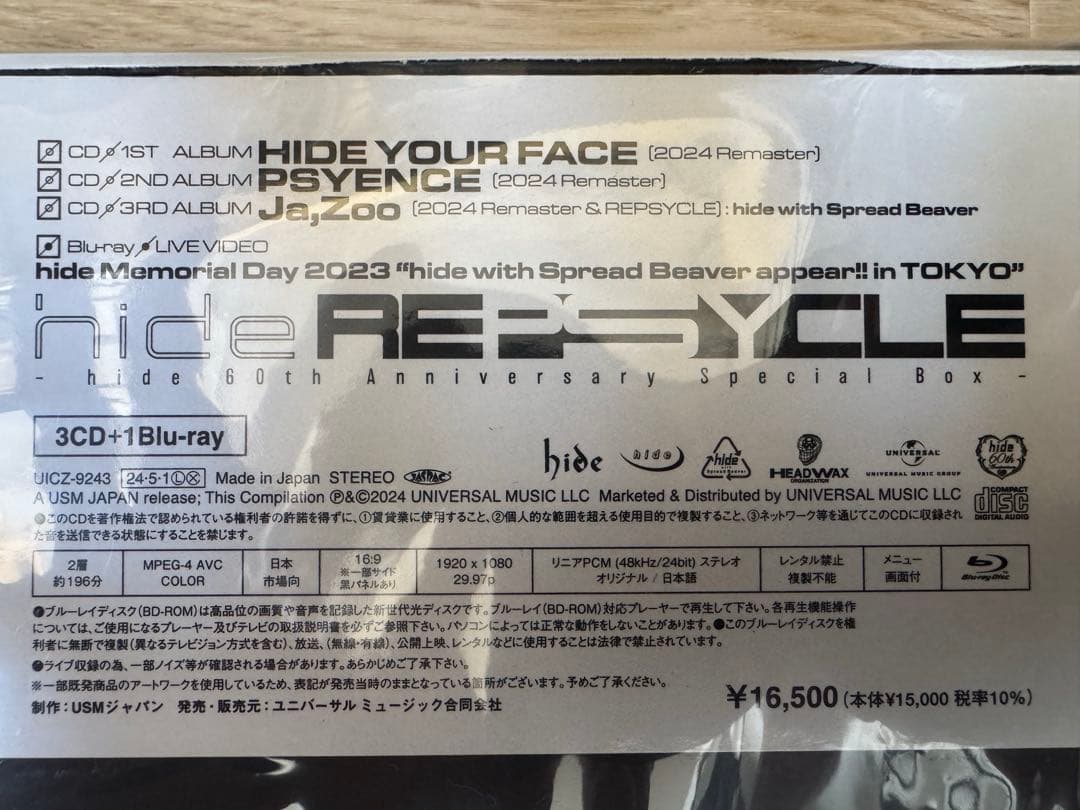 CD 1ST ALBUM HIDE YOUR FACE [2024 Remaster]
CD 2ND ALBUM PSYENCE [2024 Remaster]
CD 3RD ALBUM Ja,Zoo [2024 Remaster & REPSYCLE] : hide with Spread Beaver
Blu-ray LIVE VIDEO
hide Memorial Day 2023 "hide with Spread Beaver appear!! in TOKYO"
hide REPSYCLE
- hide 60th Anniversary Special Box -
3CD+1Blu-ray
hide hide hide HEADWAX ORGANIZATION UNIVERSAL UNIVERSAL MUSIC GROUP hide 60th
UICZ-9243 24・5・1 Ⓛ Ⓧ Made in Japan STEREO JASRAC
A USM JAPAN release; This Compilation Ⓟ&©2024 UNIVERSAL MUSIC LLC Marketed & Distributed by UNIVERSAL MUSIC LLC
COMPACT disc DIGITAL AUDIO
●このCDを著作権法で認められている権利者の許諾を得ずに、①賃貸業に使用すること、②個人的な範囲を超える使用目的で複製すること、③ネットワーク等を通じてこのCDに収録され
た音を送信できる状態にすることを禁じます。
2層 約196分 MPEG-4 AVC COLOR 日本市場向 16:9 ※一部サイド黒パネルあり 1920 x 1080 29.97p リニアPCM (48kHz/24bit) ステレオ オリジナル / 日本語 レンタル禁止 複製不能 メニュー画面付 Blu-ray Disc
●ブルーレイディスク(BD-ROM)は高品位の画質や音声を記録した新世代光ディスクです。ブルーレイ(BD-ROM)対応プレーヤーで再生して下さい。各再生機能操作
については、ご使用になるプレーヤー及びテレビの取扱説明書を必ずご参照下さい。パソコンによっては正常な動作をしないことがあります。●このブルーレイディスクを権
利者に無断で複製(異なるテレビジョン方式を含む)、放送、(無線・有線)、公開上映、レンタルなどに使用することは法律で禁止されています。
●ライブ収録の為、一部ノイズ等が確認される場合があります。あらかじめご了承下さい。
※一部既発商品のアートワークを使用しているため、表記が発売当時のままとなっている箇所がございます。予めご了承ください。
制作：USMジャパン 発売・販売元：ユニバーサル ミュージック合同会社
¥16,500 (本体¥15,000 税率10%)